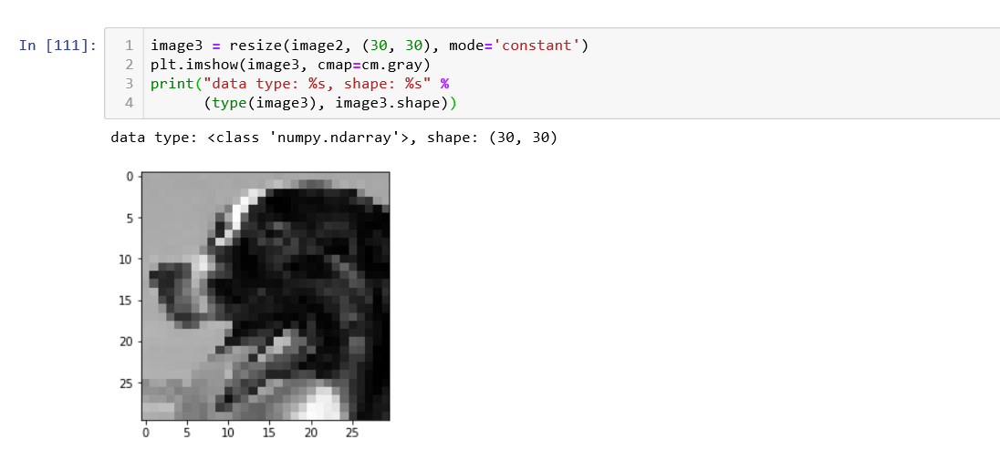 In [111]:
1 image3 = resize(image2, (30, 30), mode='constant')
2 plt.imshow(image3, cmap=cm.gray)
3 print("data type: %s, shape: %s" %
4       (type(image3), image3.shape))
data type: <class 'numpy.ndarray'>, shape: (30, 30)
0
5
10
15
20
25
0 5 10 15 20 25